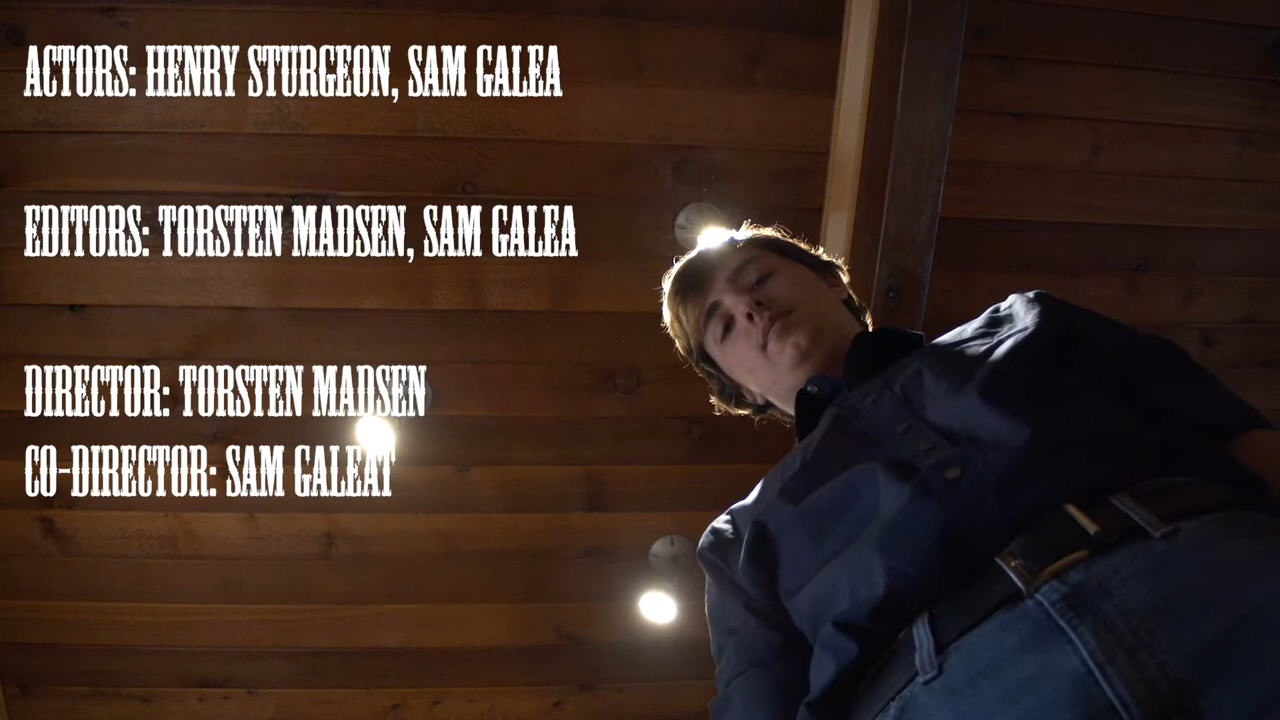 ACTORS: HENRY STURGEON, SAM GALEA
EDITORS: TORSTEN MADSEN, SAM GALEA
DIRECTOR: TORSTEN MADSEN
CO-DIRECTOR: SAM GALEAT